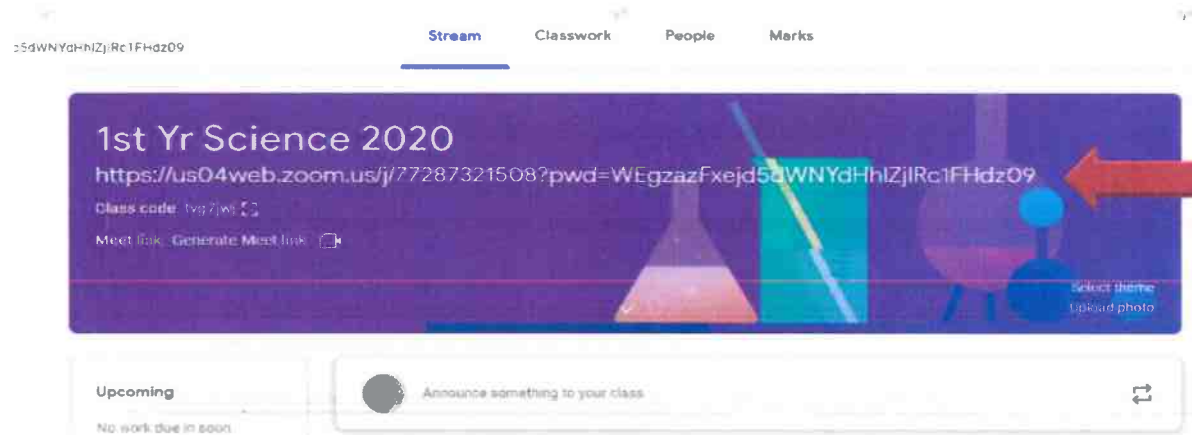 Stream Classwork People Marks
1st Yr Science 2020
https://us04web.zoom.us/j/77287321508?pwd=WEgzazFxejd5dWNYdHhlZjlRc1FHdz09
Class code
Meet link Generate Meet link
Select theme
Upload photo
Upcoming
Announce something to your class
No work due in soon